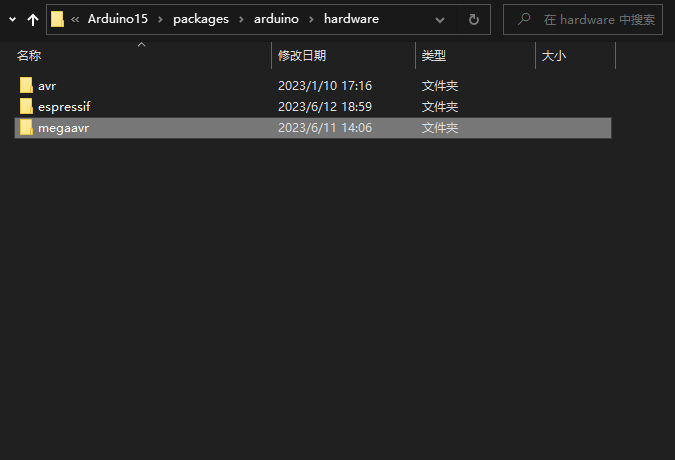 « Arduino15 › packages › arduino › hardware 在 hardware 中搜索
名称 修改日期 类型 大小
avr 2023/1/10 17:16 文件夹
espressif 2023/6/12 18:59 文件夹
megaavr 2023/6/11 14:06 文件夹